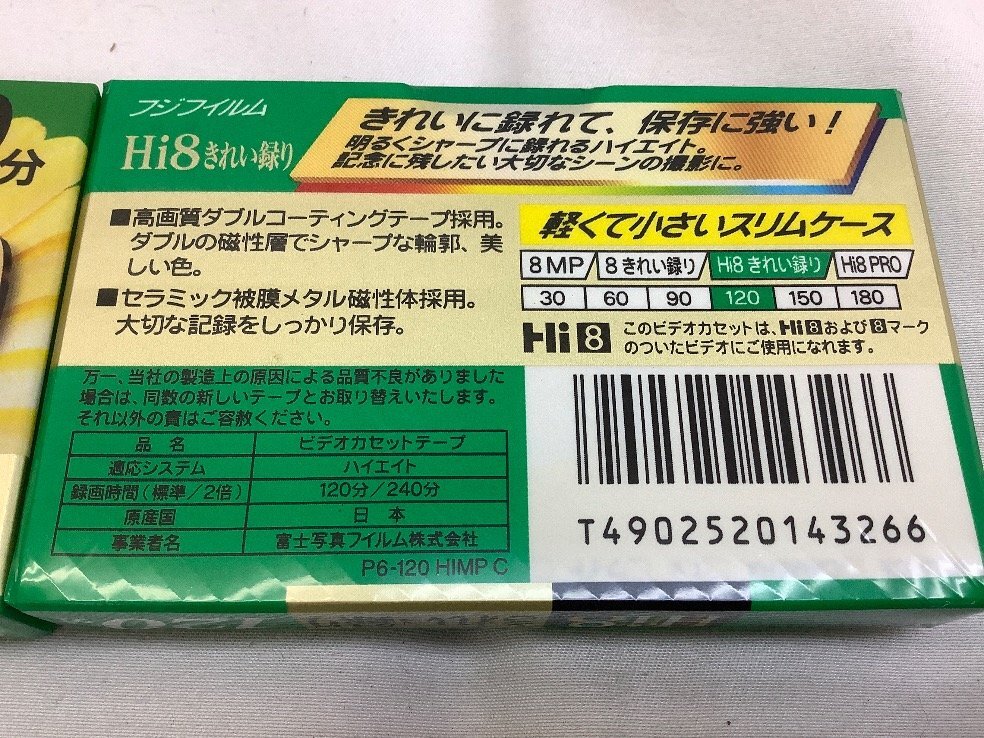 分
フジフイルム
Hi8きれい録り
きれいに録れて、保存に強い!
明るくシャープに録れるハイエイト。
記念に残したい大切なシーンの撮影に。
■高画質ダブルコーティングテープ採用。
ダブルの磁性層でシャープな輪郭、美
しい色。
■セラミック被膜メタル磁性体採用。
大切な記録をしっかり保存。
軽くて小さいスリムケース
8 MP 8 きれい録り Hi8 きれい録り Hi8 PRO
30 60 90 120 150 180
Hi8 このビデオカセットは、Hi8および8マーク
のついたビデオにご使用になれます。
万一、当社の製造上の原因による品質不良がありました
場合は、同数の新しいテープとお取り替えいたします。
それ以外の責はご容赦ください。
品 名 ビデオカセットテープ
適応システム ハイエイト
録画時間(標準/2倍) 120分/240分
原産国 日 本
事業者名 富士写真フイルム株式会社
P6-120 HIMP C
T4902520143266
120